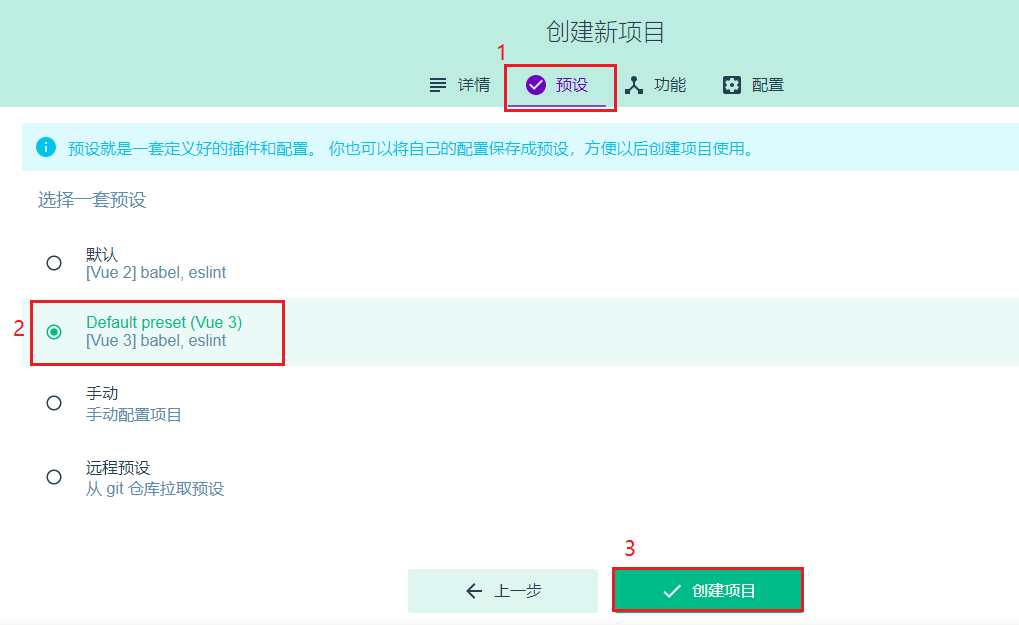 创建新项目
1
详情 预设 功能 配置
预设就是一套定义好的插件和配置。 你也可以将自己的配置保存成预设，方便以后创建项目使用。
选择一套预设
默认
[Vue 2] babel, eslint
2
Default preset (Vue 3)
[Vue 3] babel, eslint
手动
手动配置项目
远程预设
从 git 仓库拉取预设
3
上一步 创建项目